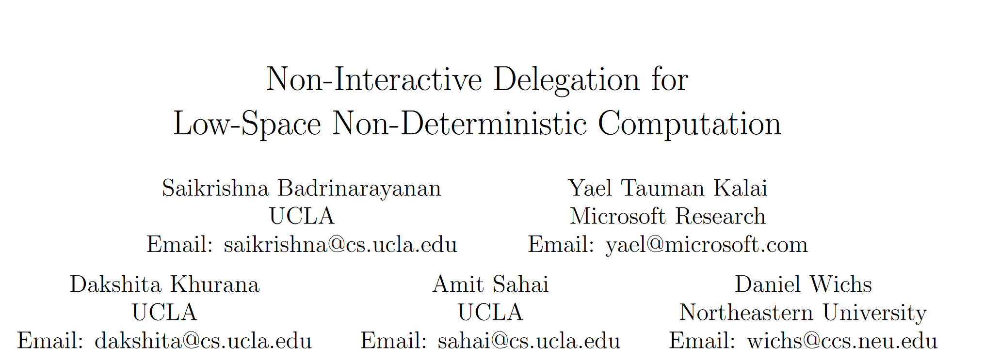 Non-Interactive Delegation for
Low-Space Non-Deterministic Computation
Saikrishna Badrinarayanan
UCLA
Email: saikrishna@cs.ucla.edu
Yael Tauman Kalai
Microsoft Research
Email: yael@microsoft.com
Dakshita Khurana
UCLA
Email: dakshita@cs.ucla.edu
Amit Sahai
UCLA
Email: sahai@cs.ucla.edu
Daniel Wichs
Northeastern University
Email: wichs@ccs.neu.edu